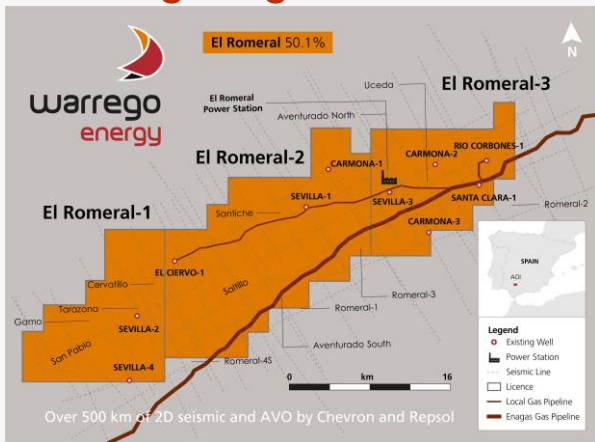 El Romeral 50.1%
N
warrego
energy
El Romeral
Power Station
Uceda
El Romeral-3
Aventurado North
RIO CORBONES-1
El Romeral-2
CARMONA-1
CARMONA-2
SEVILLA-1
SEVILLA-3
SANTA CLARA-1
El Romeral-1
Santiche
Romeral-2
CARMONA-3
EL CIERVO-1
SPAIN
AOI
Cervatillo
Saltillo
Romeral-3
Tarazona
Romeral-1
Gamo
SEVILLA-2
Aventurado South
San Pablo
Romeral-4S
SEVILLA-4
Legend
Existing Well
Power Station
Seismic Line
Licence
Local Gas Pipeline
Enagas Gas Pipeline
0 km 16
Over 500 km of 2D seismic and AVO by Chevron and Repsol